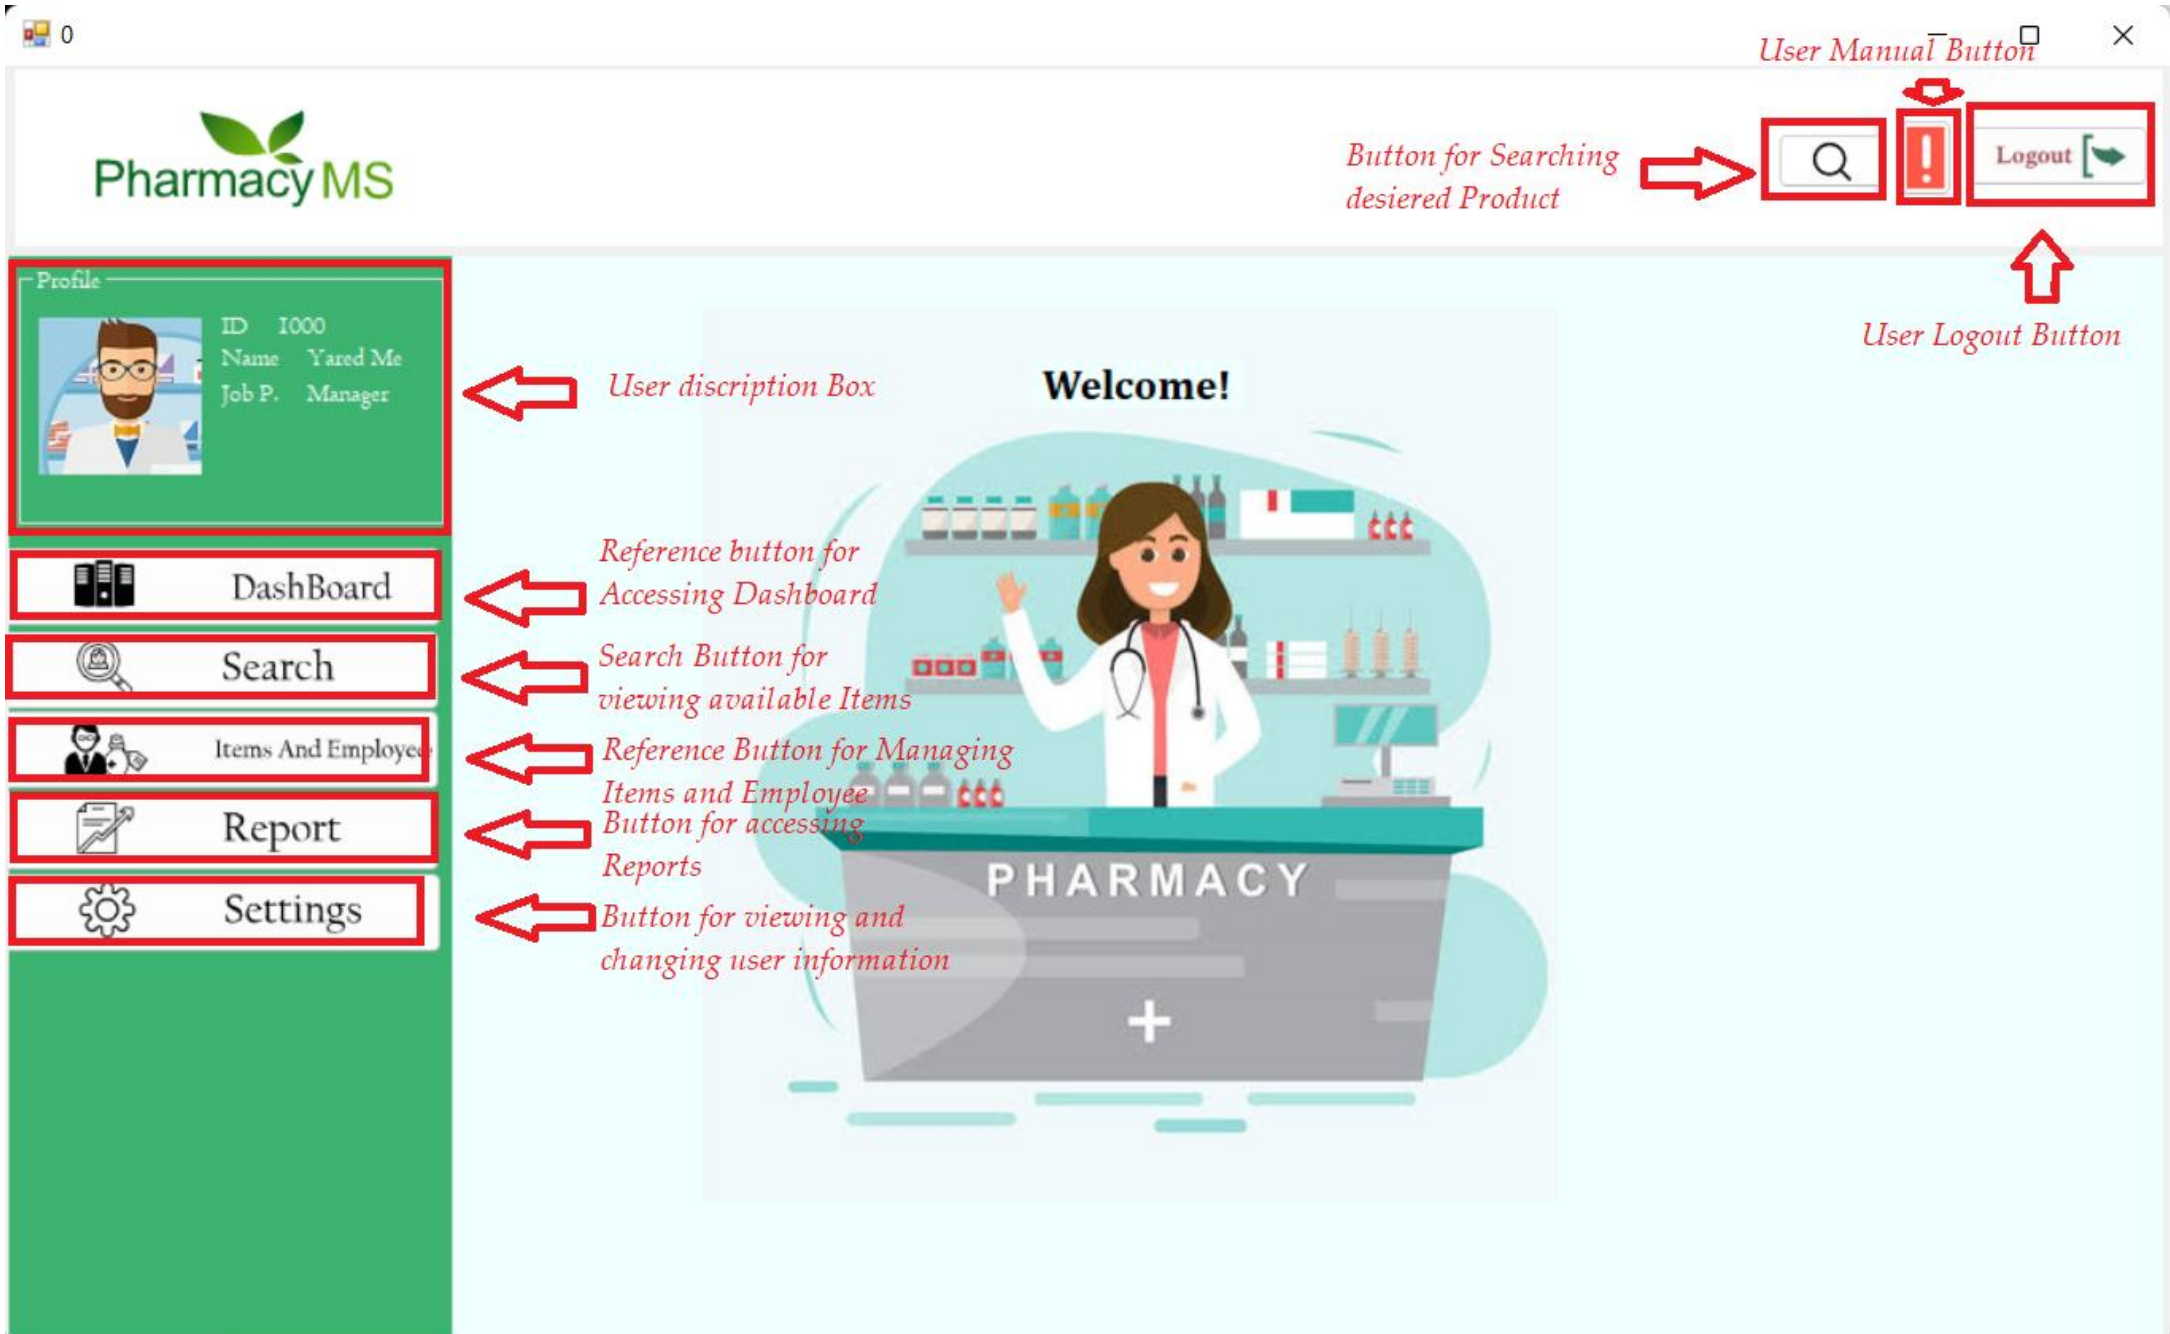 0
User Manual Button
PharmacyMS
Button for Searching
desiered Product
Logout
User Logout Button
Profile
ID 1000
Name Yared Me
Job P. Manager
User discription Box
Welcome!
Reference button for
Accessing Dashboard
DashBoard
Search Button for
viewing available Items
Search
Reference Button for Managing
Items and Employee
Items And Employee
Button for accessing
Reports
Report
Button for viewing and
changing user information
Settings
PHARMACY